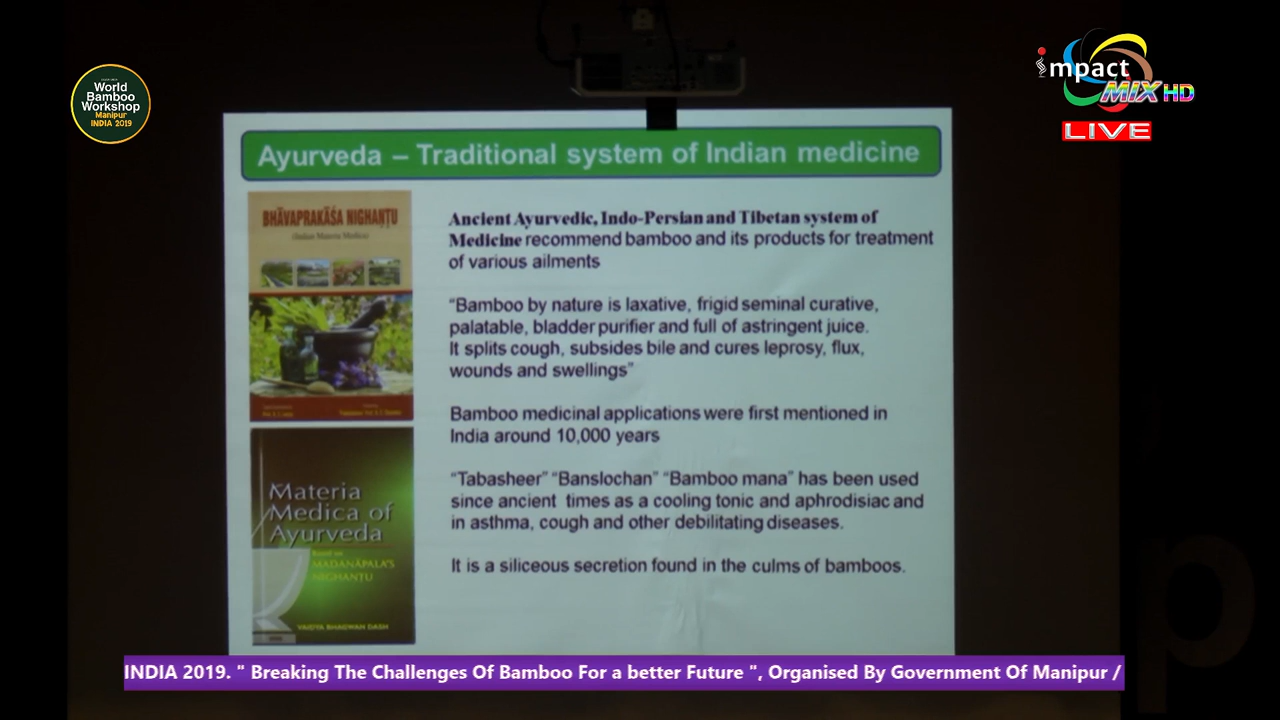 World
Bamboo
Workshop
Manipur
INDIA 2019
impact
MIX HD
LIVE
Ayurveda – Traditional system of Indian medicine
BHĀVAPRAKĀŚA NIGHAṆṬU
(Indian Materia Medica)
Ancient Ayurvedic, Indo-Persian and Tibetan system of
Medicine recommend bamboo and its products for treatment
of various ailments
“Bamboo by nature is laxative, frigid seminal curative,
palatable, bladder purifier and full of astringent juice.
It splits cough, subsides bile and cures leprosy, flux,
wounds and swellings”
Bamboo medicinal applications were first mentioned in
India around 10,000 years
“Tabasheer” “Banslochan” “Bamboo mana” has been used
since ancient times as a cooling tonic and aphrodisiac and
in asthma, cough and other debilitating diseases.
It is a siliceous secretion found in the culms of bamboos.
Materia
Medica of
Ayurveda
Based on
MADANĀPALA'S
NIGHAṆṬU
VAIDYA BHAGWAN DASH
INDIA 2019. " Breaking The Challenges Of Bamboo For a better Future ", Organised By Government Of Manipur /